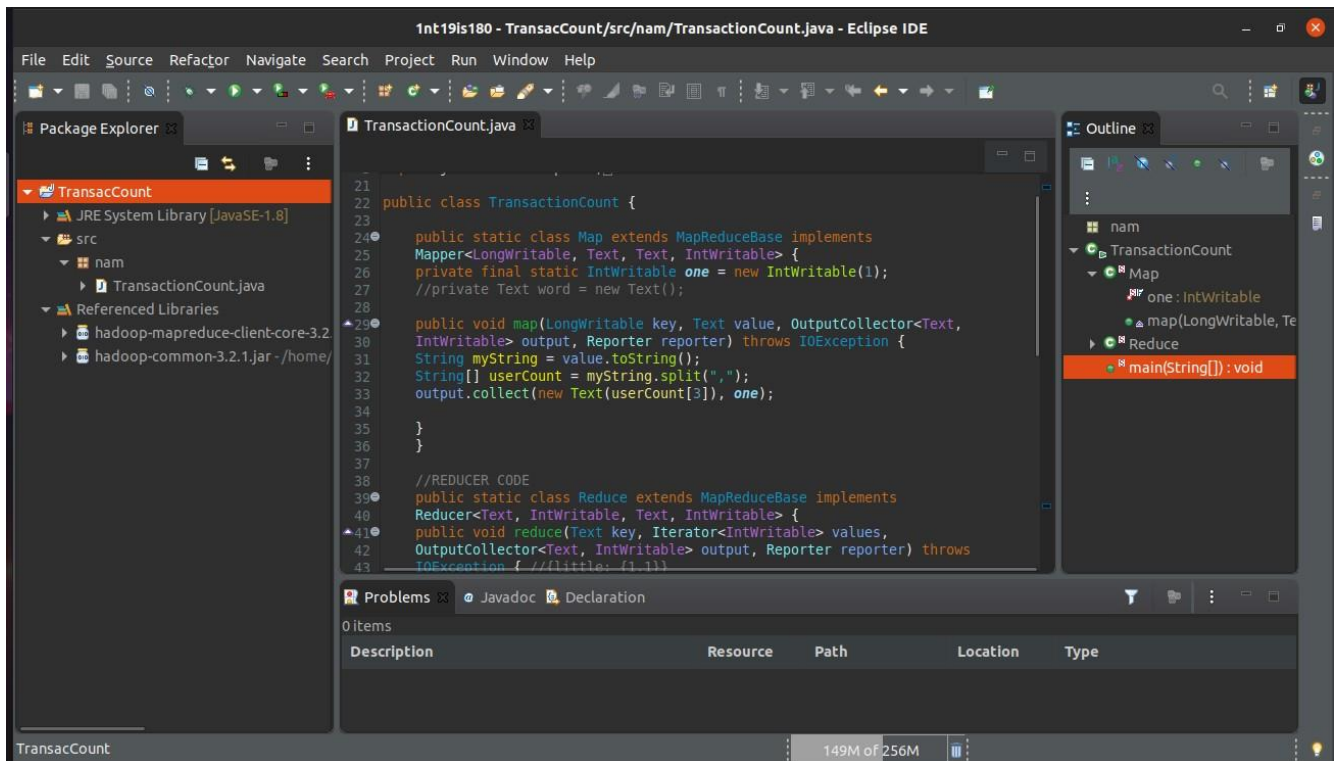 1nt19is180 - TransacCount/src/nam/TransactionCount.java - Eclipse IDE
File Edit Source Refactor Navigate Search Project Run Window Help
Package Explorer
TransacCount
JRE System Library [JavaSE-1.8]
src
nam
TransactionCount.java
Referenced Libraries
hadoop-mapreduce-client-core-3.2
hadoop-common-3.2.1.jar - /home/
TransactionCount.java
21
22 public class TransactionCount {
23
24 public static class Map extends MapReduceBase implements
25 Mapper<LongWritable, Text, Text, IntWritable> {
26 private final static IntWritable one = new IntWritable(1);
27 //private Text word = new Text();
28
29 public void map(LongWritable key, Text value, OutputCollector<Text,
30 IntWritable> output, Reporter reporter) throws IOException {
31 String myString = value.toString();
32 String[] userCount = myString.split(",");
33 output.collect(new Text(userCount[3]), one);
34
35 }
36 }
37
38 //REDUCER CODE
39 public static class Reduce extends MapReduceBase implements
40 Reducer<Text, IntWritable, Text, IntWritable> {
41 public void reduce(Text key, Iterator<IntWritable> values,
42 OutputCollector<Text, IntWritable> output, Reporter reporter) throws
43 IOException { //{little: {1,1}}
Outline
nam
TransactionCount
Map
one : IntWritable
map(LongWritable, Te
Reduce
main(String[]) : void
Problems Javadoc Declaration
0 items
Description Resource Path Location Type
TransacCount
149M of 256M